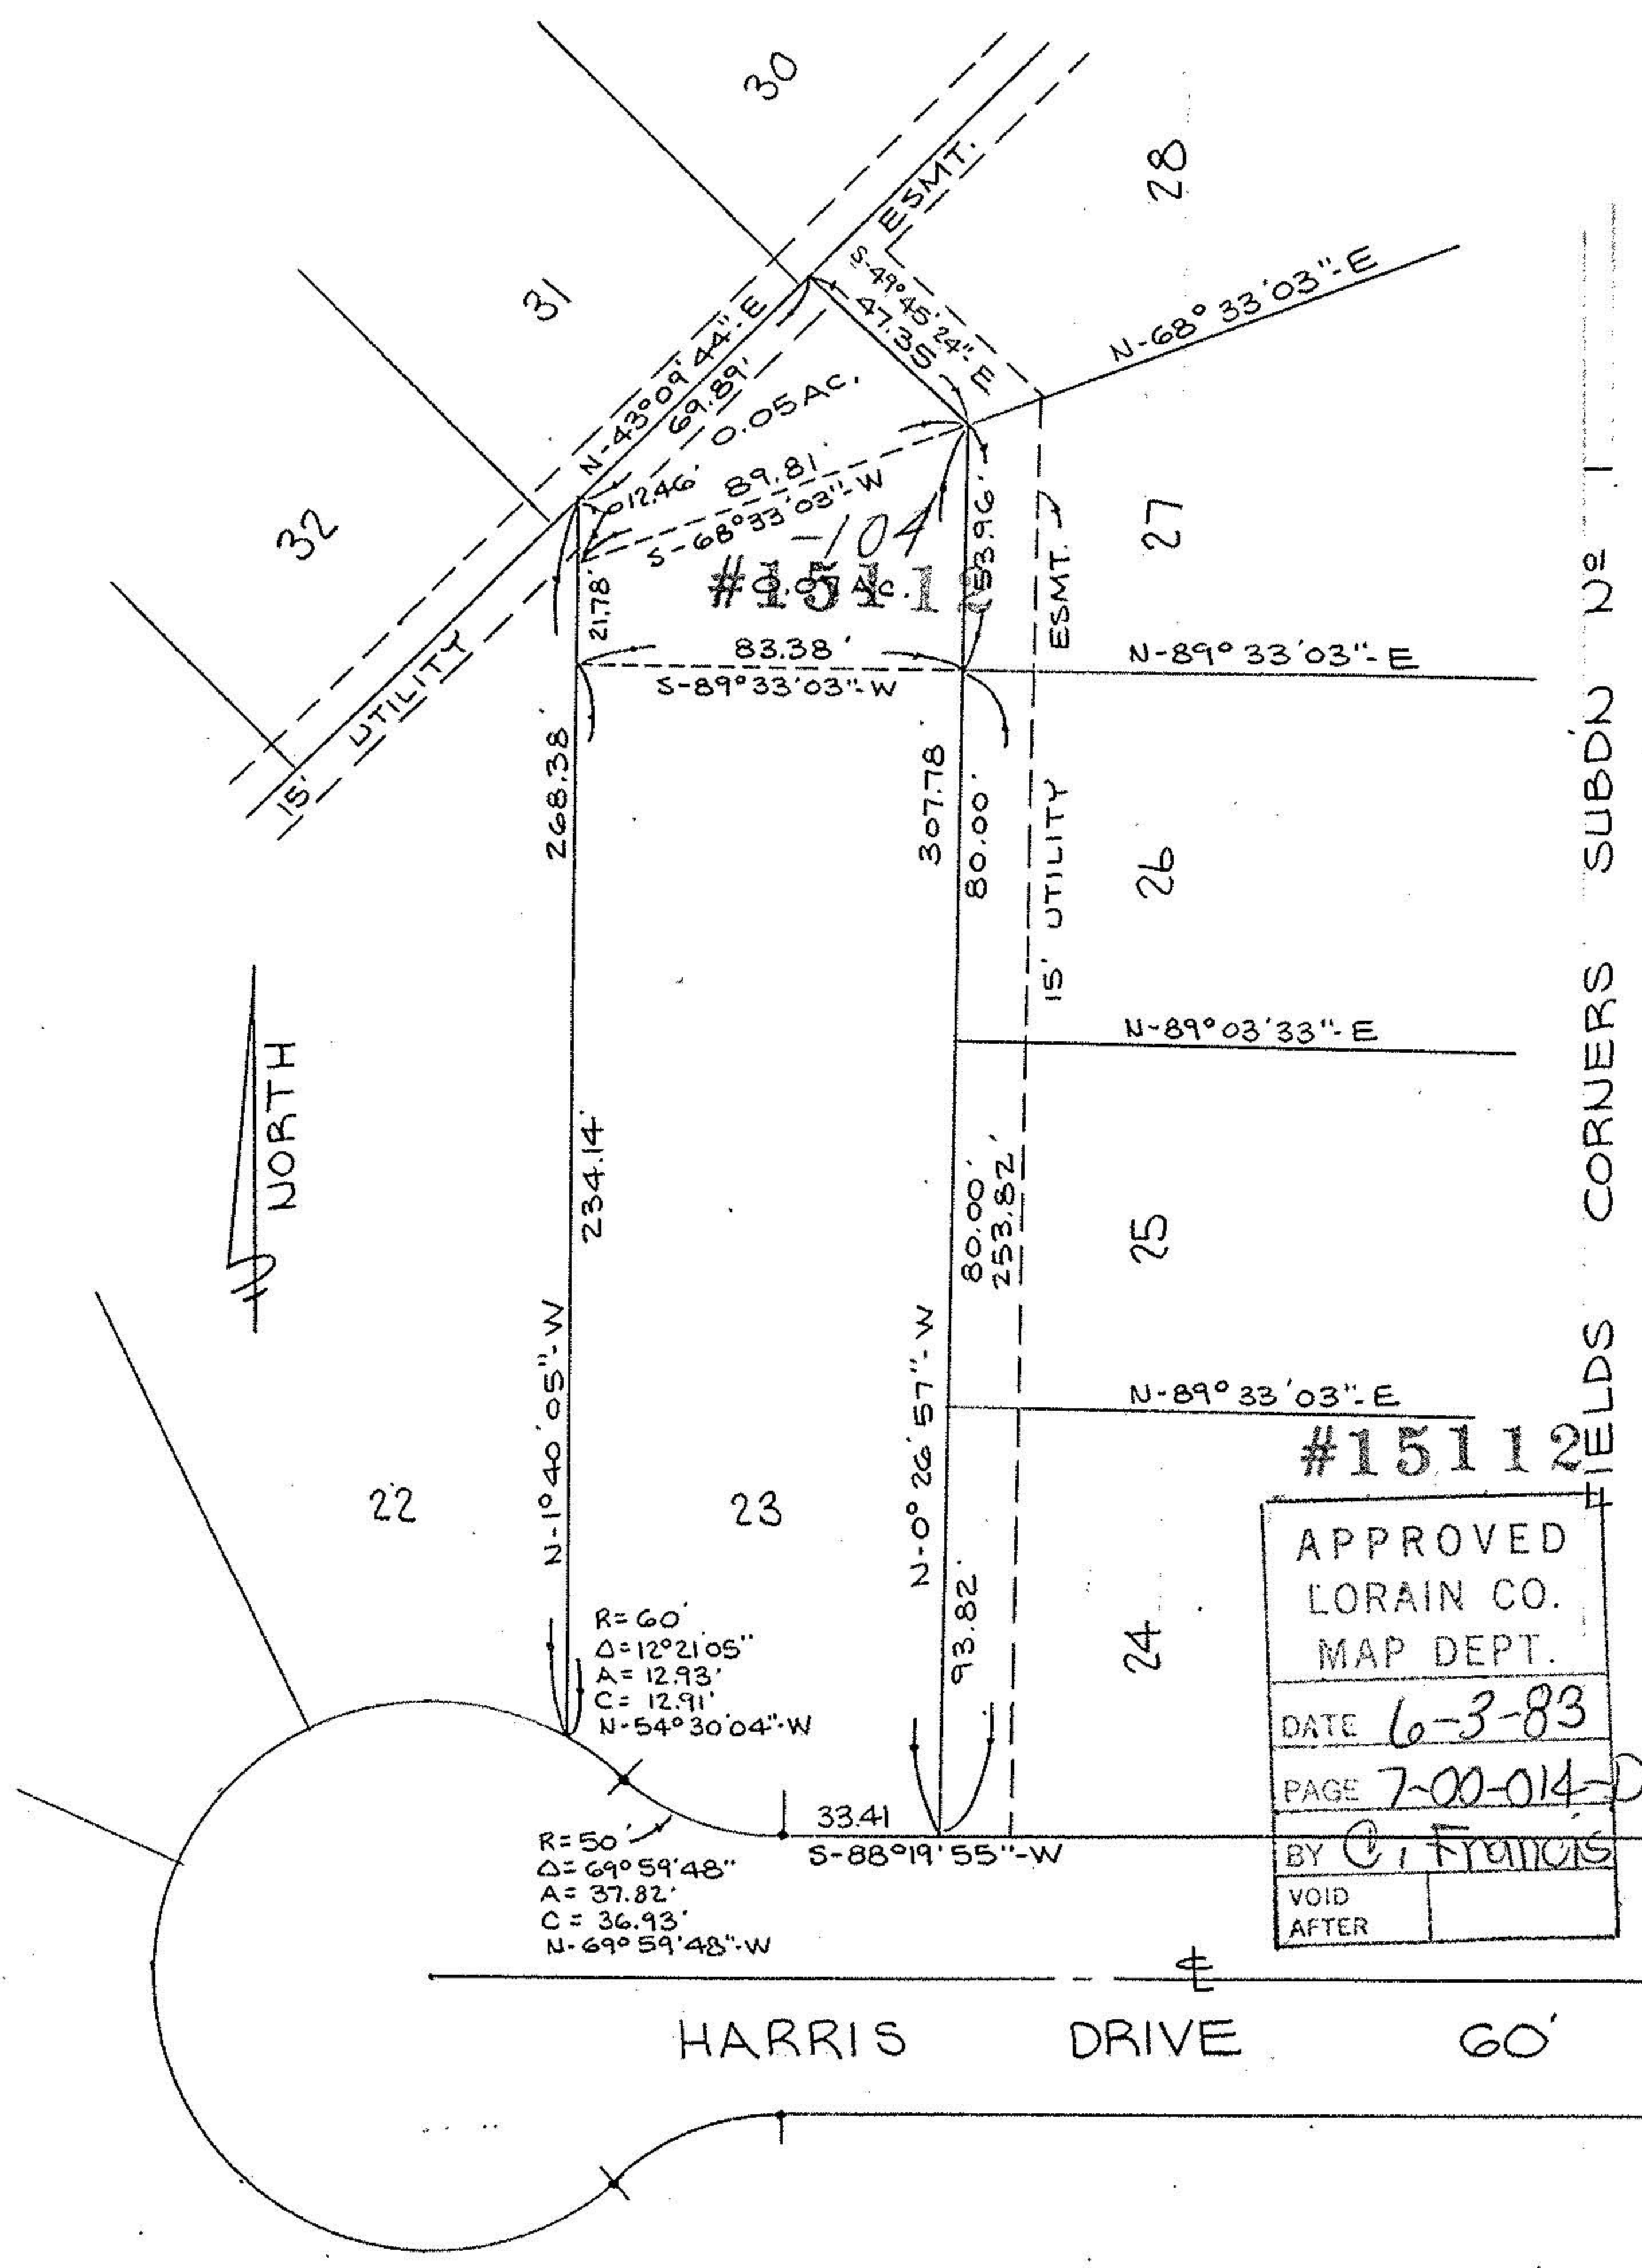 30
28
31
32
ESMT.
S-49°45'24"-E
47.35
N-68°33'03"-E
N-43°09'44"-E
69.89'
0.05 AC.
12.46'
89.81'
S-68°33'03"-W
-104
#15112
21.78'
53.96'
ESMT.
27
83.38'
S-89°33'03"-W
N-89°33'03"-E
15' UTILITY
268.38'
307.78
80.00'
15' UTILITY
26
N-89°03'33"-E
NORTH
234.14'
80.00'
253.82'
25
N-1°40'05"-W
N-0°26'57"-W
N-89°33'03"-E
FIELDS CORNERS SUBDN Nº 1
#15112
22
23
93.82'
24
R=60'
Δ=12°21'05"
A=12.93'
C=12.91'
N-54°30'04"-W
33.41
S-88°19'55"-W
R=50'
Δ=69°59'48"
A=37.82'
C=36.93'
N-69°59'48"-W
APPROVED
LORAIN CO.
MAP DEPT.
DATE 6-3-83
PAGE 7-00-014-D
BY C. Francis
VOID
AFTER
HARRIS DRIVE 60'